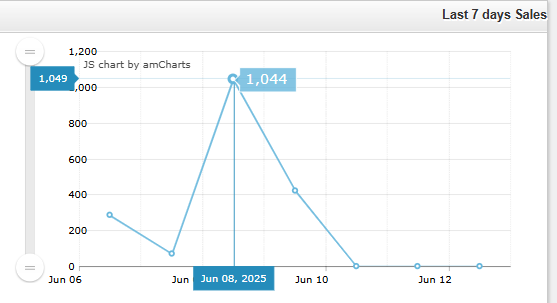 Last 7 days Sales
1,200
JS chart by amCharts
1,049
,000
1,044
800
600
400
200
0
Jun 06
Jun
Jun 08, 2025
Jun 10
Jun 12